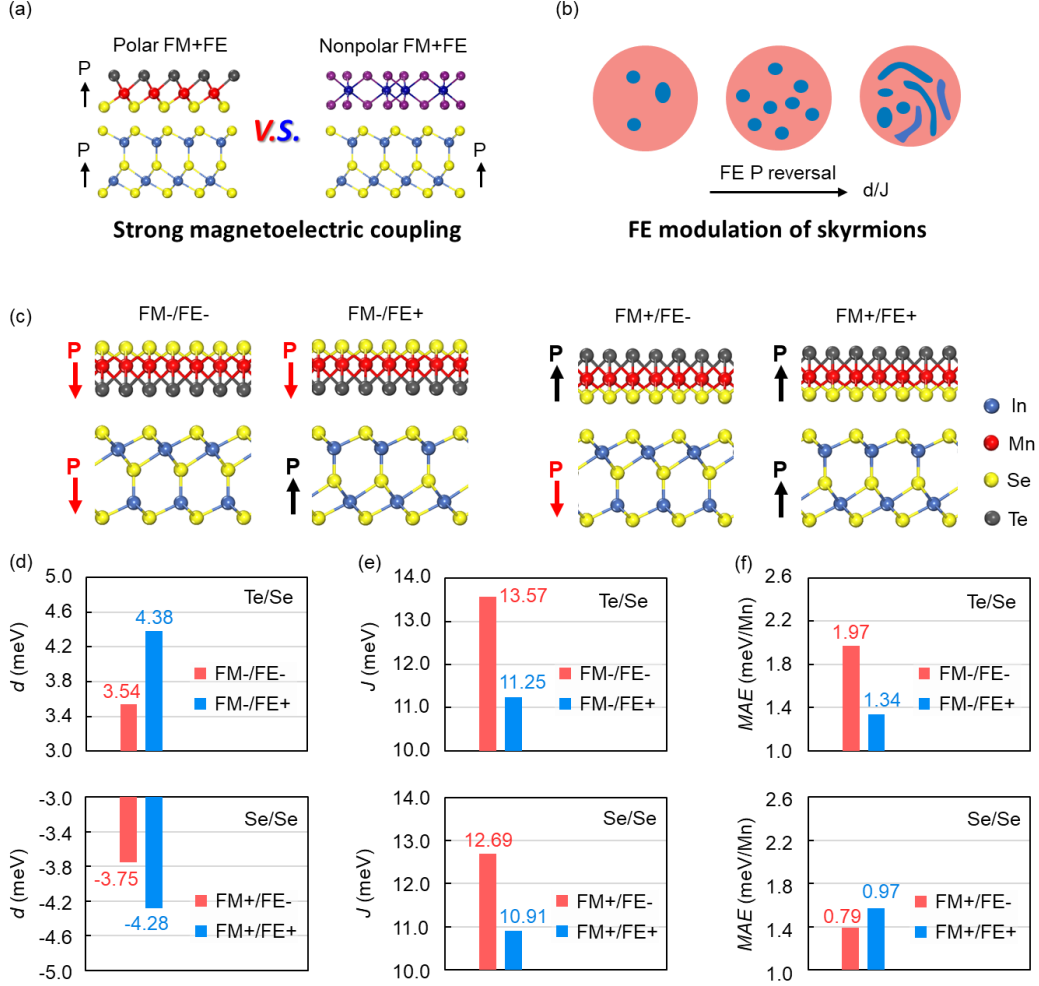 (a)
Polar FM+FE
Nonpolar FM+FE
P
P
V.S.
P
Strong magnetoelectric coupling
(b)
FE P reversal
d/J
FE modulation of skyrmions
(c)
FM-/FE-
FM-/FE+
FM+/FE-
FM+/FE+
P
P
P
P
P
P
P
P
In
Mn
Se
Te
(d)
5.0
4.6
4.2
3.8
3.4
3.0
d (meV)
Te/Se
4.38
3.54
FM-/FE-
FM-/FE+
-3.0
-3.4
-3.8
-4.2
-4.6
-5.0
d (meV)
Se/Se
-3.75
-4.28
FM+/FE-
FM+/FE+
(e)
14.0
13.0
12.0
11.0
10.0
J (meV)
Te/Se
13.57
11.25
FM-/FE-
FM-/FE+
14.0
13.0
12.0
11.0
10.0
J (meV)
Se/Se
12.69
10.91
FM+/FE-
FM+/FE+
(f)
2.6
2.2
1.8
1.4
1.0
MAE (meV/Mn)
Te/Se
1.97
1.34
FM-/FE-
FM-/FE+
2.6
2.2
1.8
1.4
1.0
MAE (meV/Mn)
Se/Se
0.79
0.97
FM+/FE-
FM+/FE+